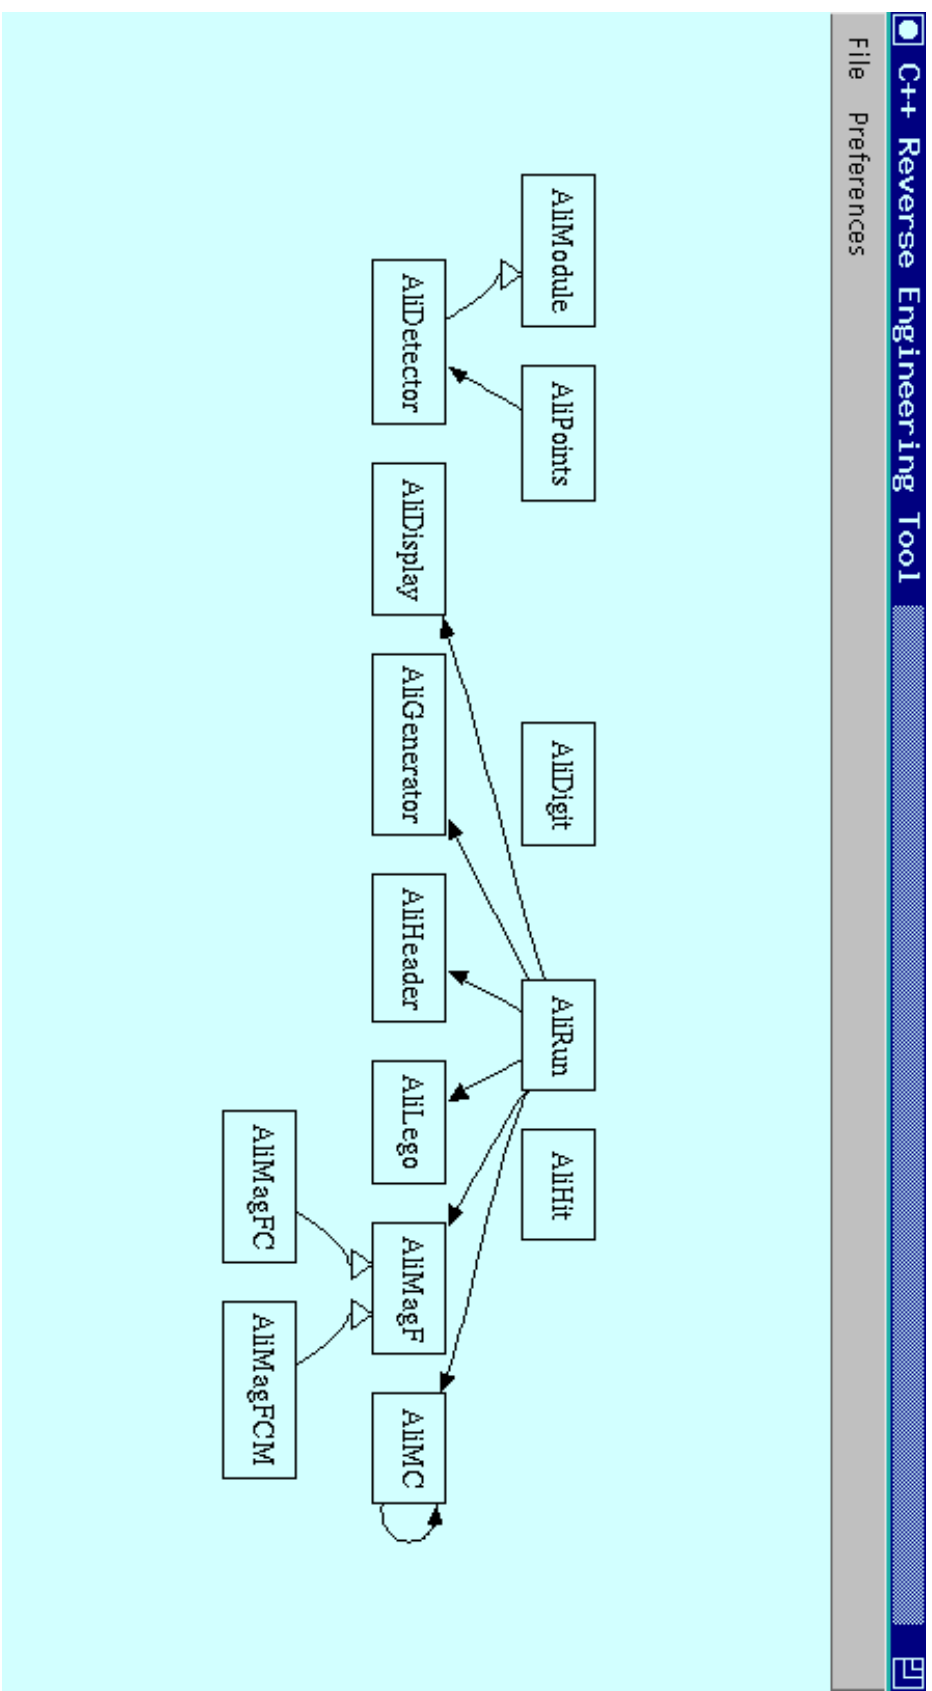 C++ Reverse Engineering Tool
File Preferences
AliModule
AliPoints
AliDigit
AliRun
AliHit
AliDetector
AliDisplay
AliGenerator
AliHeader
AliLego
AliMagF
AliMC
AliMagFC
AliMagFCM